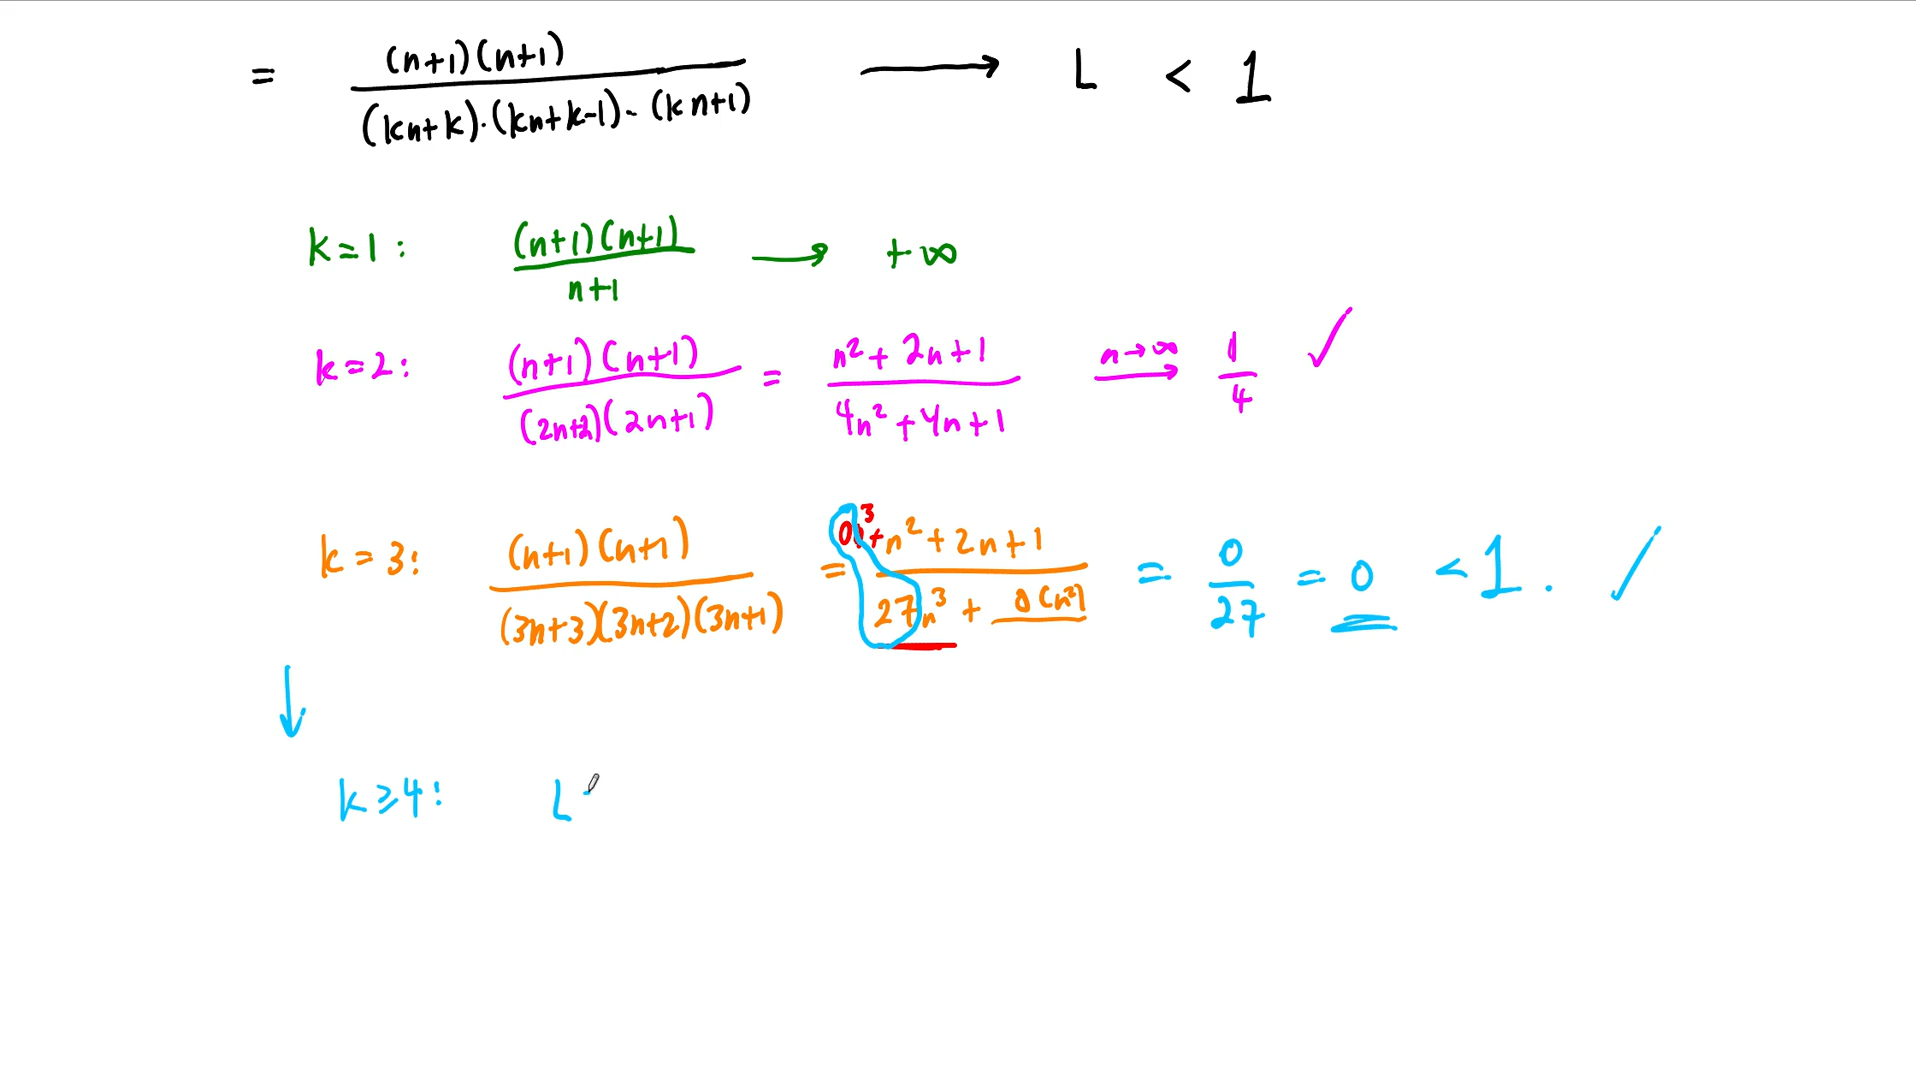 = (n+1)(n+1) / (kn+k)·(kn+k-1)-(kn+1) → L < 1
k=1: (n+1)(n+1) / n+1 → +∞
k=2: (n+1)(n+1) / (2n+2)(2n+1) = n²+2n+1 / 4n²+4n+1 n→∞ → 1/4 ✓
k=3: (n+1)(n+1) / (3n+3)(3n+2)(3n+1) = 0n³+n²+2n+1 / 27n³+0(n²) = 0/27 = 0 <1. /
↓
k≥4: L